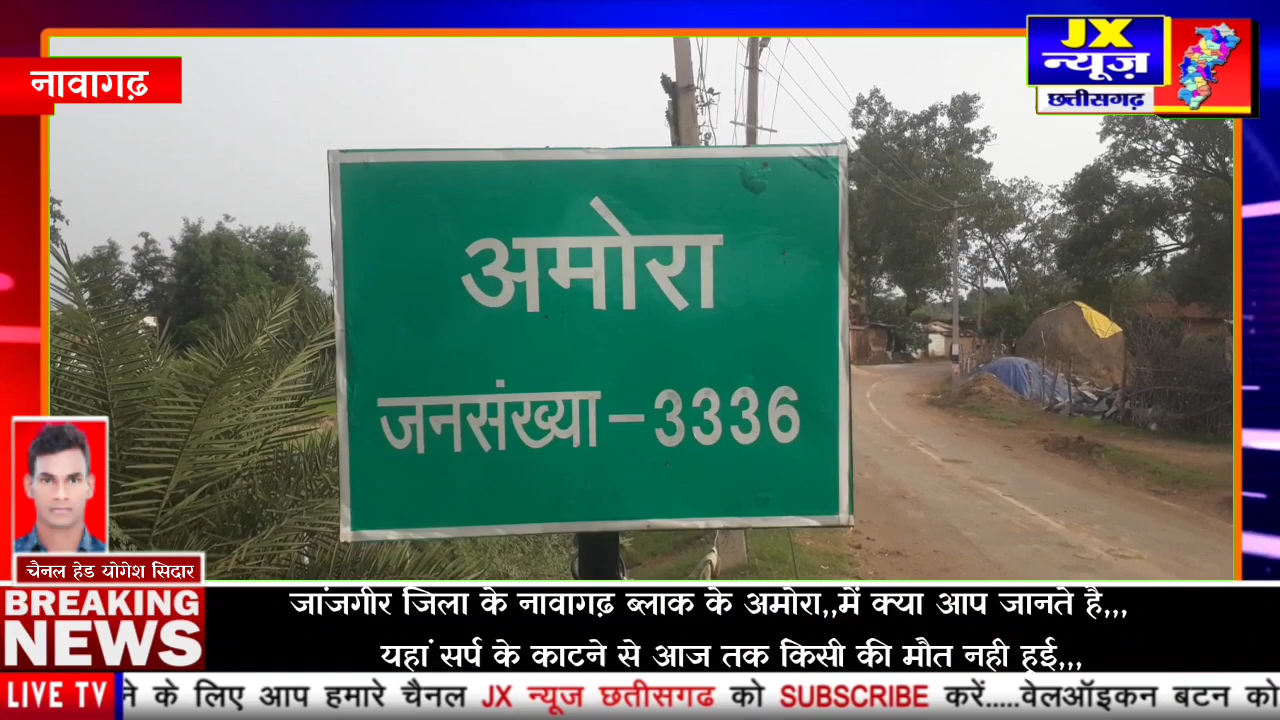 JX
न्यूज़
छत्तीसगढ़
नावागढ़
अमोरा
जनसंख्या-3336
चैनल हेड योगेश सिदार
BREAKING
NEWS
जांजगीर जिला के नावागढ़ ब्लाक के अमोरा,,में क्या आप जानते है,,,
यहां सर्प के काटने से आज तक किसी की मौत नही हई,,,
LIVE TV
ने के लिए आप हमारे चैनल JX न्यूज छतीसगढ को SUBSCRIBE करें.....वेलऑइकन बटन को